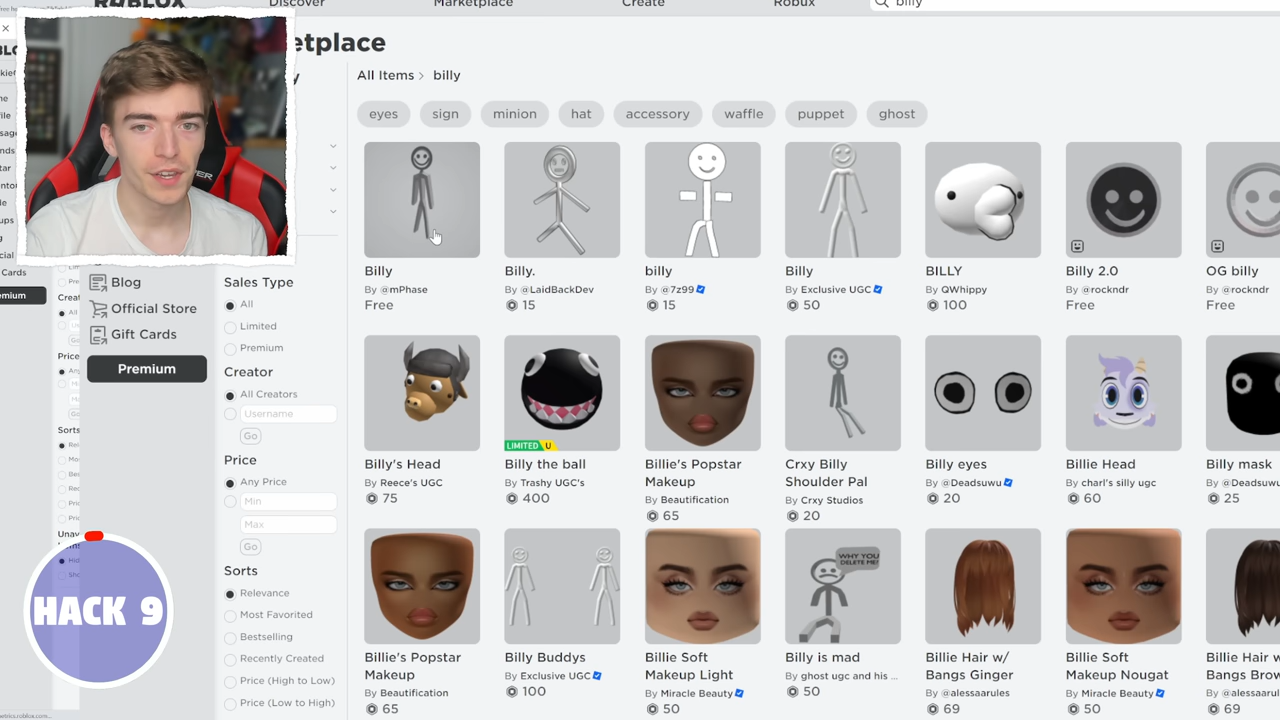 ROBLOX
Discover
Marketplace
Create
Robux
billy
etplace
All Items > billy
eyes
sign
minion
hat
accessory
waffle
puppet
ghost
Blog
Official Store
Gift Cards
Premium
Sales Type
All
Limited
Premium
Creator
All Creators
Username
Go
Price
Any Price
Min
Max
Go
Sorts
Relevance
Most Favorited
Bestselling
Recently Created
Price (High to Low)
Price (Low to High)
Billy
By @mPhase
Free
Billy.
By @LaidBackDev
15
billy
By @7z99
15
Billy
By Exclusive UGC
50
BILLY
By QWhippy
100
Billy 2.0
By @rockndr
Free
OG billy
By @rockndr
Free
Billy's Head
By Reece's UGC
75
LIMITED U
Billy the ball
By Trashy UGC's
400
Billie's Popstar
Makeup
By Beautification
65
Crxy Billy
Shoulder Pal
By Crxy Studios
20
Billy eyes
By @Deadsuwu
20
Billie Head
By charl's silly ugc
60
Billy mask
By @Deadsuwu
25
Billie's Popstar
Makeup
By Beautification
65
Billy Buddys
By Exclusive UGC
100
Billie Soft
Makeup Light
By Miracle Beauty
50
WHY YOU
DELETE ME!
Billy is mad
By ghost ugc and his ...
50
Billie Hair w/
Bangs Ginger
By @alessaarules
69
Billie Soft
Makeup Nougat
By Miracle Beauty
50
Billie Hair w
Bangs Brow
By @alessaarules
69
HACK 9